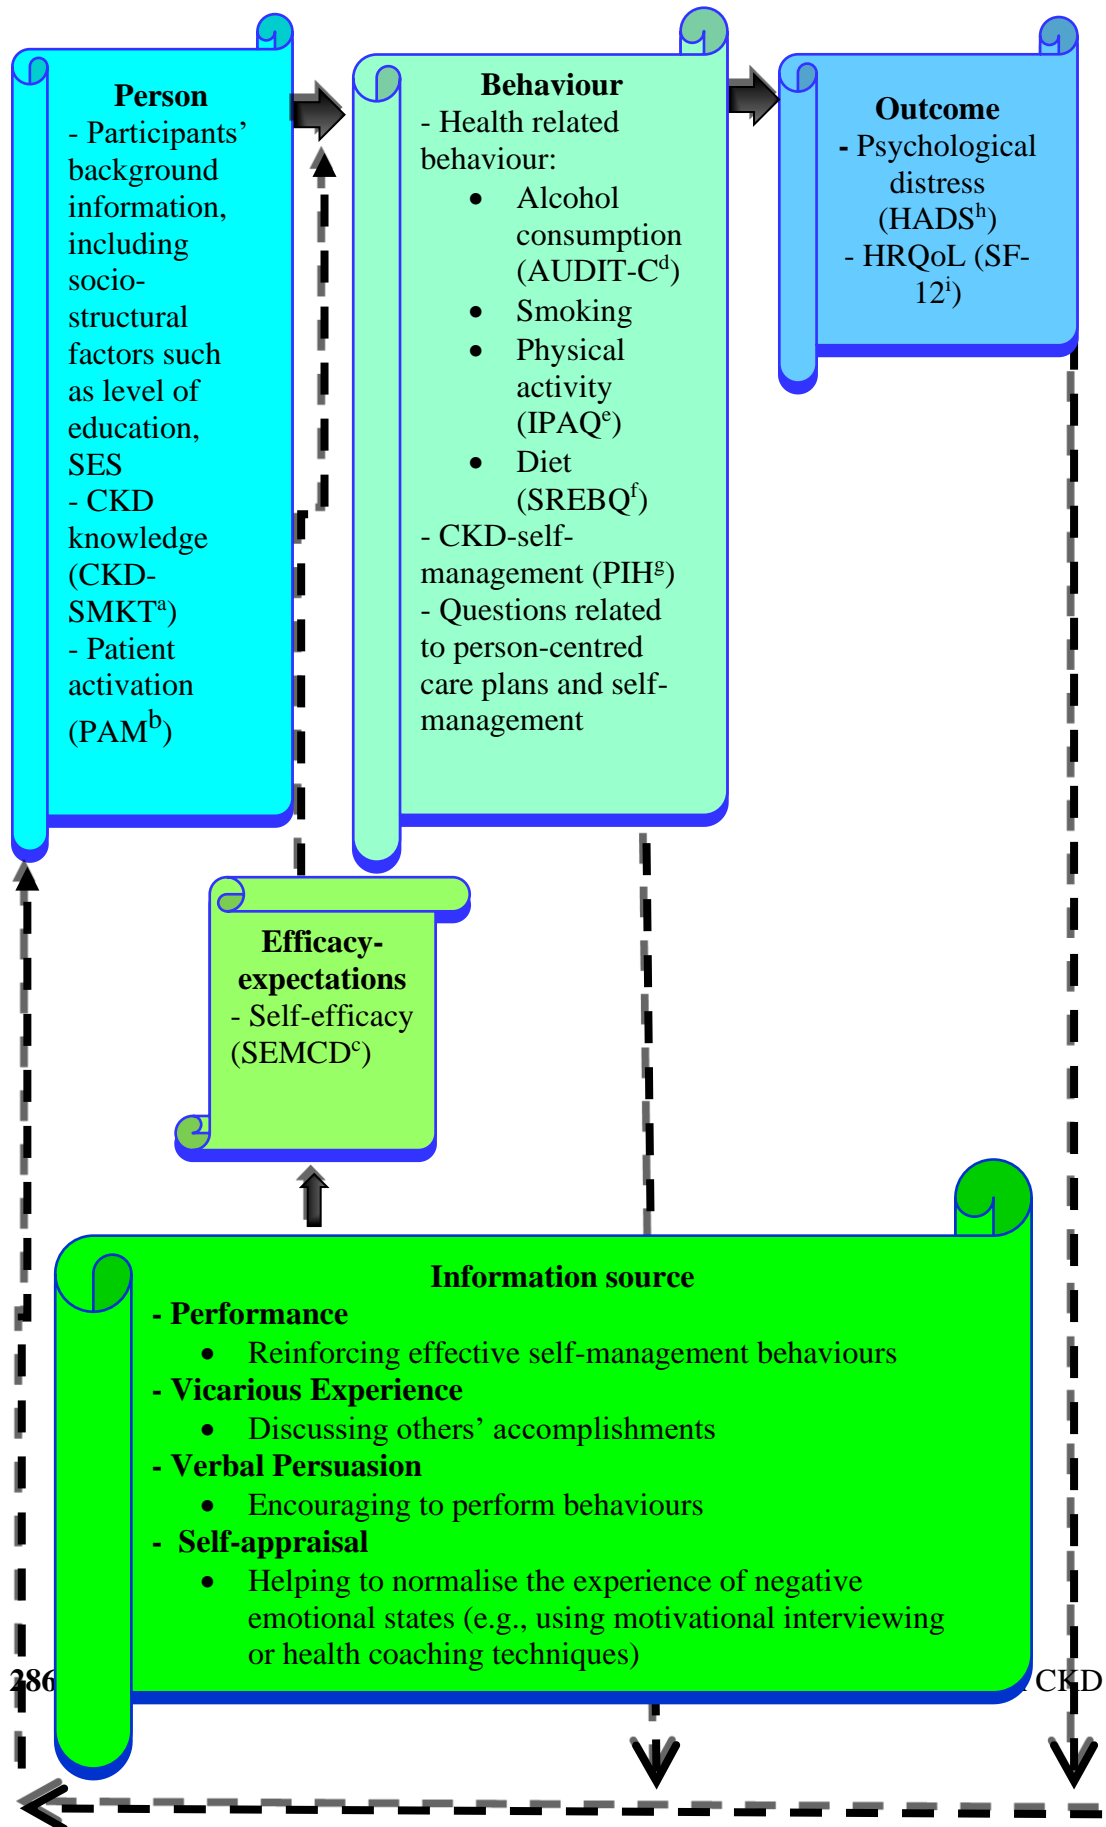 Person
- Participants’
background
information,
including
socio-
structural
factors such
as level of
education,
SES
- CKD
knowledge
(CKD-
SMKTa)
- Patient
activation
(PAMb)
Behaviour
- Health related
behaviour:
• Alcohol
consumption
(AUDIT-Cd)
• Smoking
• Physical
activity
(IPAQe)
• Diet
(SREBQf)
- CKD-self-
management (PIHg)
- Questions related
to person-centred
care plans and self-
management
Outcome
- Psychological
distress
(HADSh)
- HRQoL (SF-
12i)
Efficacy-
expectations
- Self-efficacy
(SEMCDc)
Information source
- Performance
• Reinforcing effective self-management behaviours
- Vicarious Experience
• Discussing others’ accomplishments
- Verbal Persuasion
• Encouraging to perform behaviours
- Self-appraisal
• Helping to normalise the experience of negative
emotional states (e.g., using motivational interviewing
or health coaching techniques)
286 CKD